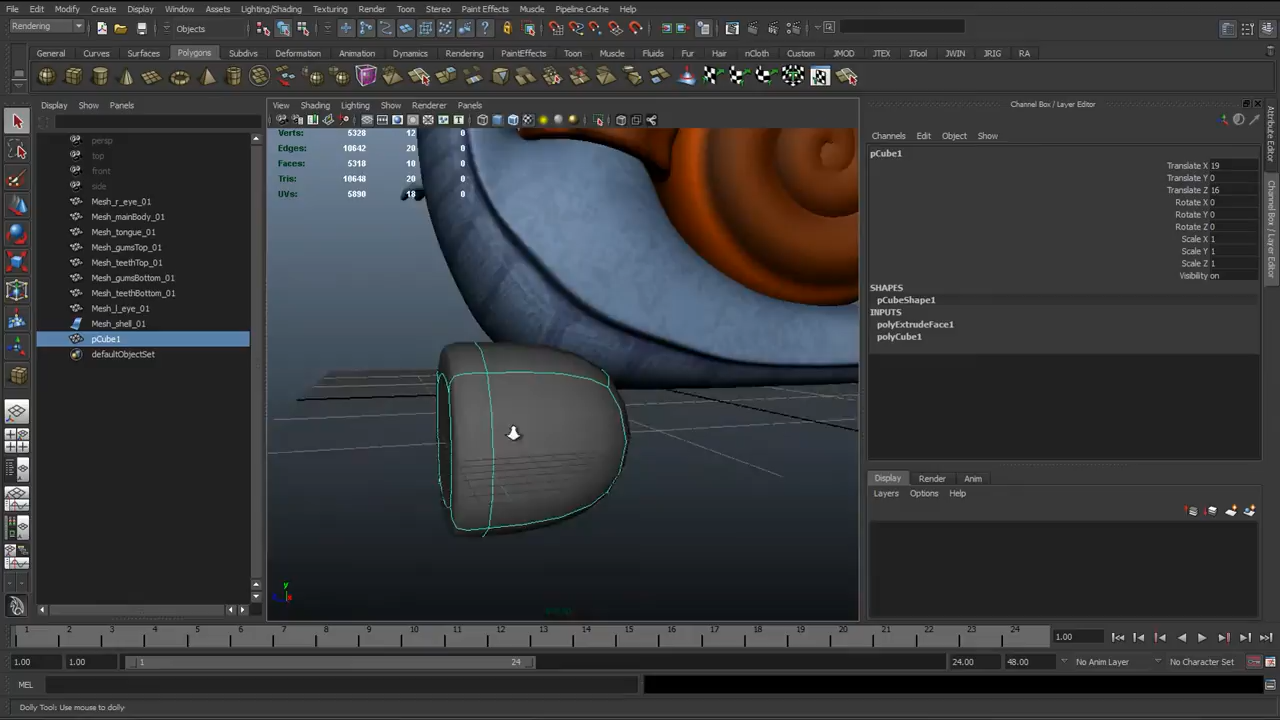 File Edit Modify Create Display Window Assets Lighting/Shading Texturing Render Toon Stereo Paint Effects Muscle Pipeline Cache Help
Rendering Objects
General Curves Surfaces Polygons Subdivs Deformation Animation Dynamics Rendering PaintEffects Toon Muscle Fluids Fur Hair nCloth Custom JMOD JTEX JTool JWIN JRIG RA
Display Show Panels
View Shading Lighting Show Renderer Panels
Channel Box / Layer Editor
Channels Edit Object Show
persp
top
front
side
Mesh_r_eye_01
Mesh_mainBody_01
Mesh_tongue_01
Mesh_gumsTop_01
Mesh_teethTop_01
Mesh_gumsBottom_01
Mesh_teethBottom_01
Mesh_l_eye_01
Mesh_shell_01
pCube1
defaultObjectSet
Verts: 5328 12 0
Edges: 10642 20 0
Faces: 5318 10 0
Tris: 10648 20 0
UVs: 5890 18 0
y
pCube1
Translate X 19
Translate Y 0
Translate Z 16
Rotate X 0
Rotate Y 0
Rotate Z 0
Scale X 1
Scale Y 1
Scale Z 1
Visibility on
SHAPES
pCubeShape1
INPUTS
polyExtrudeFace1
polyCube1
Attribute Editor
Channel Box / Layer Editor
Display Render Anim
Layers Options Help
1 2 3 4 5 6 7 8 9 10 11 12 13 14 15 16 17 18 19 20 21 22 23 24
1.00
1.00 1.00 1 24 24.00 48.00 No Anim Layer No Character Set
MEL
Dolly Tool: Use mouse to dolly